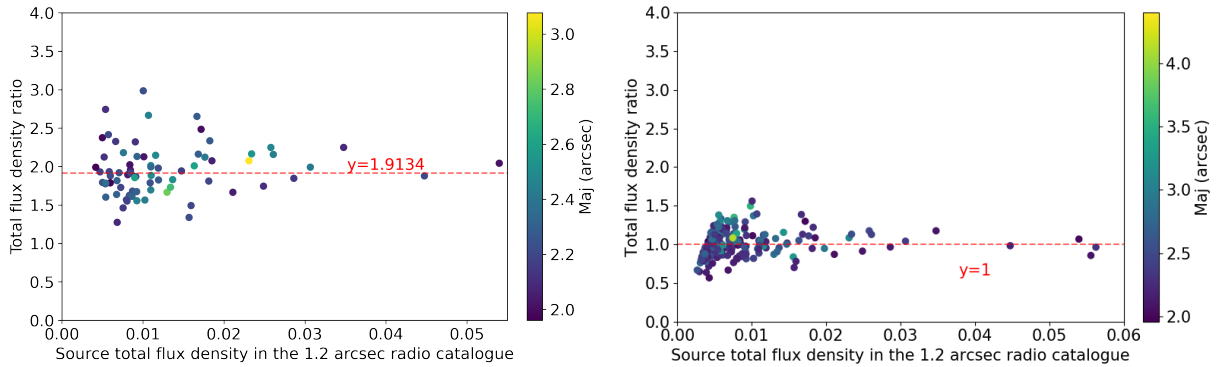 4.0
3.5
3.0
2.5
2.0
1.5
1.0
0.5
0.0
Total flux density ratio
y=1.9134
0.00 0.01 0.02 0.03 0.04 0.05
Source total flux density in the 1.2 arcsec radio catalogue
3.0
2.8
2.6
2.4
2.2
2.0
Maj (arcsec)
4.0
3.5
3.0
2.5
2.0
1.5
1.0
0.5
0.0
Total flux density ratio
y=1
0.00 0.01 0.02 0.03 0.04 0.05 0.06
Source total flux density in the 1.2 arcsec radio catalogue
4.0
3.5
3.0
2.5
2.0
Maj (arcsec)